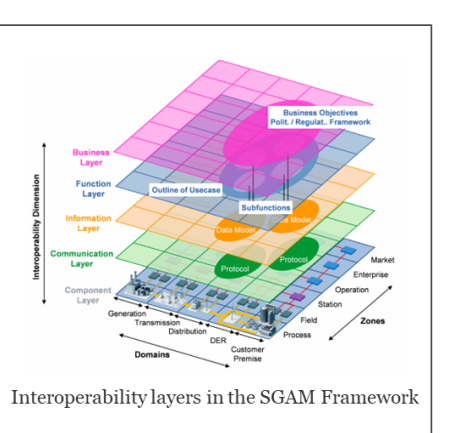 Business Objectives
Polit. / Regulat.. Framework
Business
Layer
Function
Layer
Outline of Usecase
Subfunctions
Information
Layer
Data Model
Data Model
Communication
Layer
Protocol
Protocol
Component
Layer
Interoperability Dimension
Market
Enterprise
Operation
Station
Field
Process
Zones
Generation
Transmission
Distribution
DER
Customer
Premise
Domains
Interoperability layers in the SGAM Framework